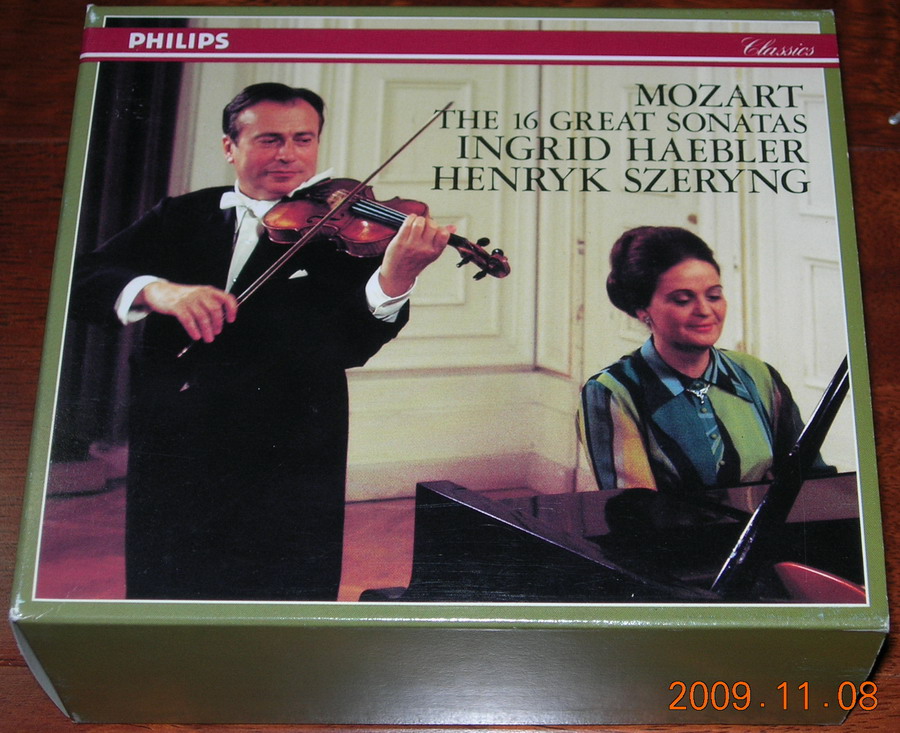 PHILIPS
Classics
MOZART
THE 16 GREAT SONATAS
INGRID HAEBLER
HENRYK SZERYNG
2009.11.08